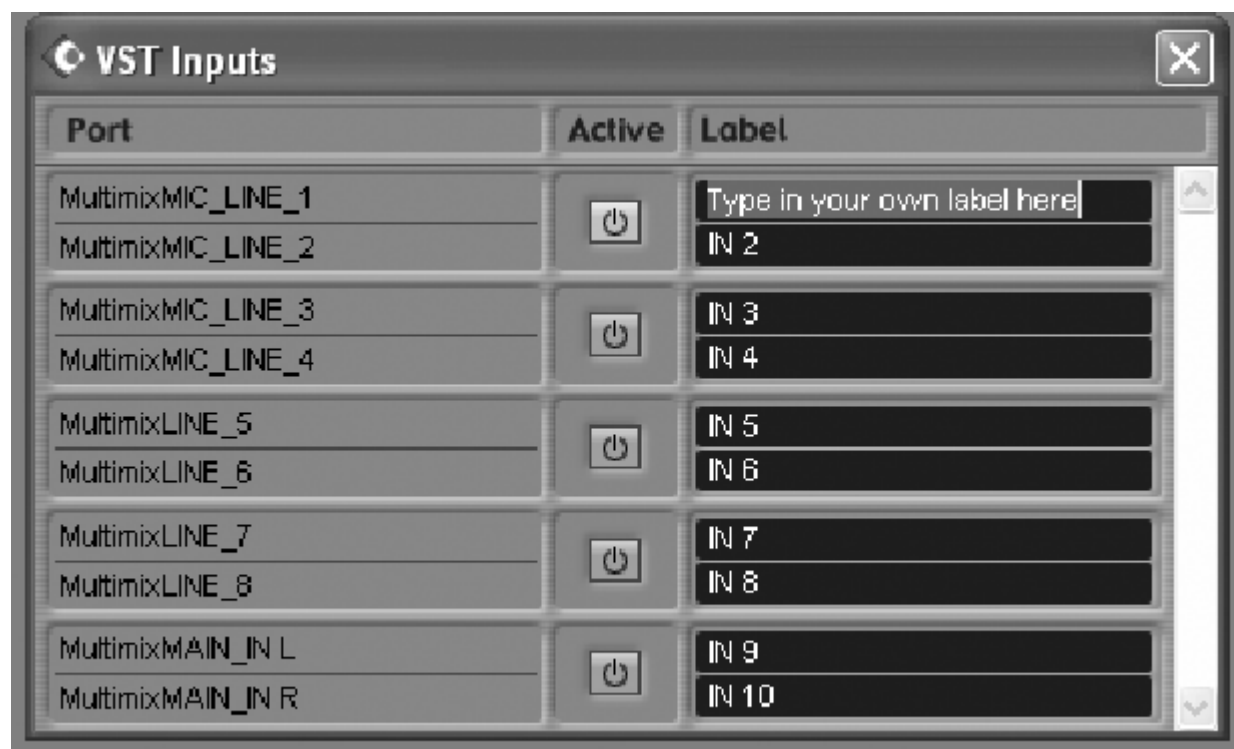 VST Inputs
Port Active Label
MultimixMIC_LINE_1 Type in your own label here
MultimixMIC_LINE_2 IN 2
MultimixMIC_LINE_3 IN 3
MultimixMIC_LINE_4 IN 4
MultimixLINE_5 IN 5
MultimixLINE_6 IN 6
MultimixLINE_7 IN 7
MultimixLINE_8 IN 8
MultimixMAIN_IN L IN 9
MultimixMAIN_IN R IN 10